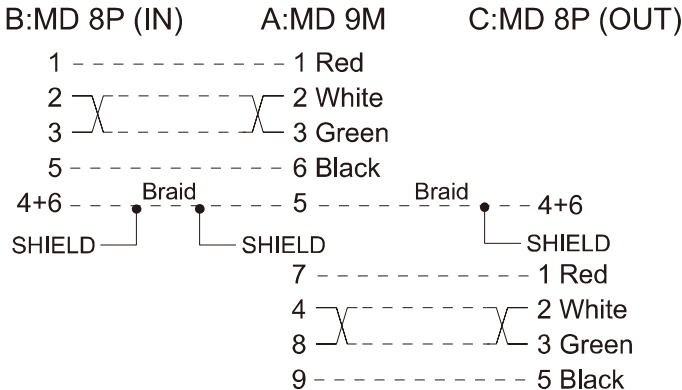 B:MD 8P (IN) A:MD 9M C:MD 8P (OUT)
1 1 Red
2 2 White
3 3 Green
5 6 Black
4+6 Braid 5 Braid 4+6
SHIELD SHIELD SHIELD
7 1 Red
4 2 White
8 3 Green
9 5 Black